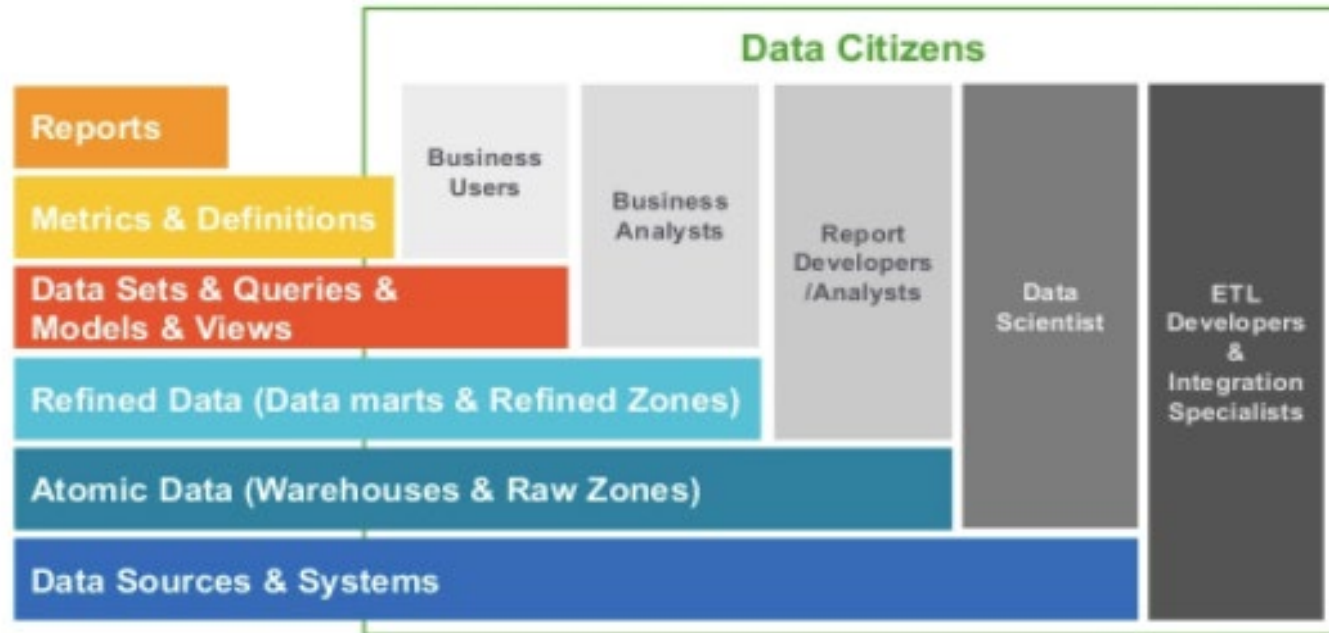 Data Citizens
Reports
Metrics & Definitions
Data Sets & Queries &
Models & Views
Refined Data (Data marts & Refined Zones)
Atomic Data (Warehouses & Raw Zones)
Data Sources & Systems
Business
Users
Business
Analysts
Report
Developers
/Analysts
Data
Scientist
ETL
Developers
&
Integration
Specialists